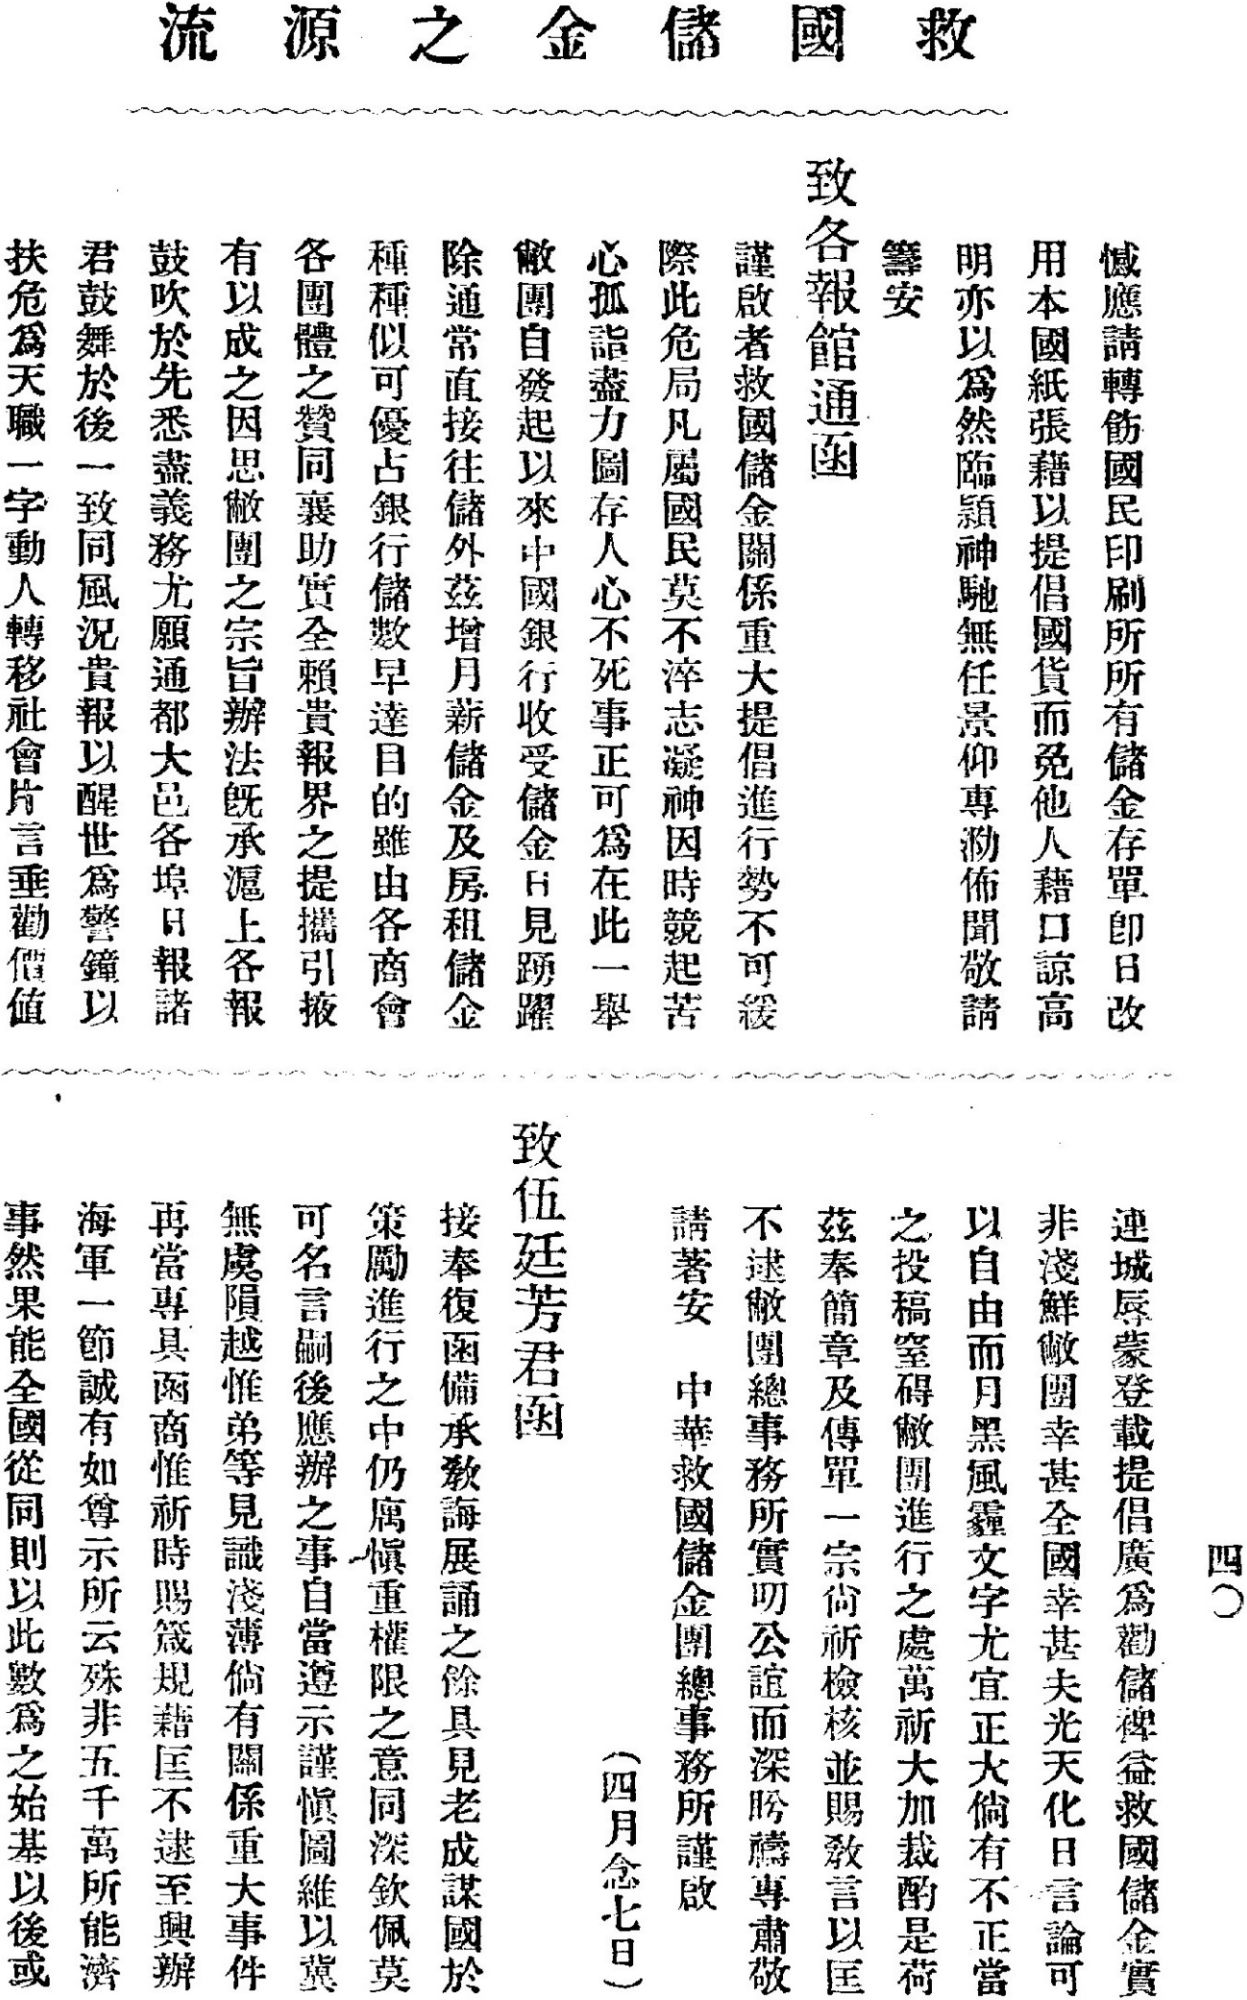 救國儲金之源流
憾應請轉飭國民印刷所所有儲金存單卽日改
用本國紙張藉以提倡國貨而免他人藉口諒高
明亦以爲然臨穎神馳無任景仰專泐佈聞敬請
籌安
致各報館通函
謹啟者救國儲金關係重大提倡進行勢不可緩
際此危局凡屬國民莫不淬志凝神因時競起苦
心孤詣盡力圖存人心不死事正可爲在此一舉
敝團自發起以來中國銀行收受儲金日見踴躍
除通常直接往儲外茲增月薪儲金及房租儲金
種種似可優占銀行儲數早達目的雖由各商會
各團體之贊同襄助實全賴貴報界之提攜引掖
有以成之因思敝團之宗旨辦法旣承滬上各報
鼓吹於先悉盡義務尤願通都大邑各埠日報諸
君鼓舞於後一致同風況貴報以醒世爲警鐘以
扶危爲天職一字動人轉移社會片言垂勸價值
連城辱蒙登載提倡廣爲勸儲裨益救國儲金實
非淺鮮敝團幸甚全國幸甚夫光天化日言論可
以自由而月黑風霾文字尤宜正大倘有不正當
之投稿窒碍敝團進行之處萬祈大加裁酌是荷
茲奉簡章及傳單一宗尙祈檢核並賜敎言以匡
不逮敝團總事務所實叨公誼而深盻禱專肅敬
請著安　中華救國儲金團總事務所謹啟
（四月念七日）
致伍廷芳君函
接奉復函備承敎誨展誦之餘具見老成謀國於
策勵進行之中仍寓愼重權限之意同深欽佩莫
可名言嗣後應辦之事自當遵示謹愼圖維以冀
無虞隕越惟弟等見識淺薄倘有關係重大事件
再當專具函商惟祈時賜箴規藉匡不逮至興辦
海軍一節誠有如尊示所云殊非五千萬所能濟
事然果能全國從同則以此數爲之始基以後或
四〇